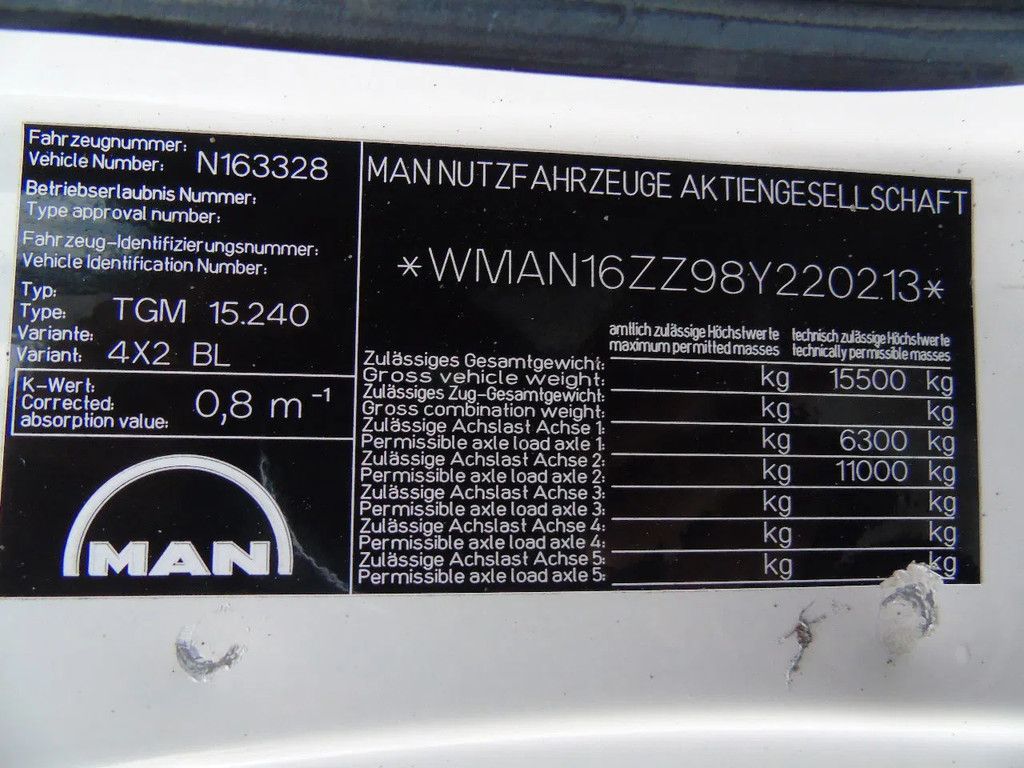 Fahrzeugnummer:
Vehicle Number: N163328
Betriebserlaubnis Nummer:
Type approval number:
Fahrzeug-Identifizierungsnummer:
Vehicle Identification Number:
Typ:
Type: TGM 15.240
Variante:
Variant: 4X2 BL
K-Wert:
Corrected: 0,8 m⁻¹
absorption value:
MAN
MAN NUTZFAHRZEUGE AKTIENGESELLSCHAFT
*WMAN16ZZ98Y220213*
amtlich zulässige Höchstwerte technisch zulässige Höchstwerte
maximum permitted masses technically permissible masses
Zulässiges Gesamtgewicht:
Gross vehicle weight: kg 15500 kg
Zulässiges Zug-Gesamtgewicht:
Gross combination weight: kg kg
Zulässige Achslast Achse 1:
Permissible axle load axle 1: kg 6300 kg
Zulässige Achslast Achse 2:
Permissible axle load axle 2: kg 11000 kg
Zulässige Achslast Achse 3:
Permissible axle load axle 3: kg kg
Zulässige Achslast Achse 4:
Permissible axle load axle 4: kg kg
Zulässige Achslast Achse 5:
Permissible axle load axle 5: kg kg